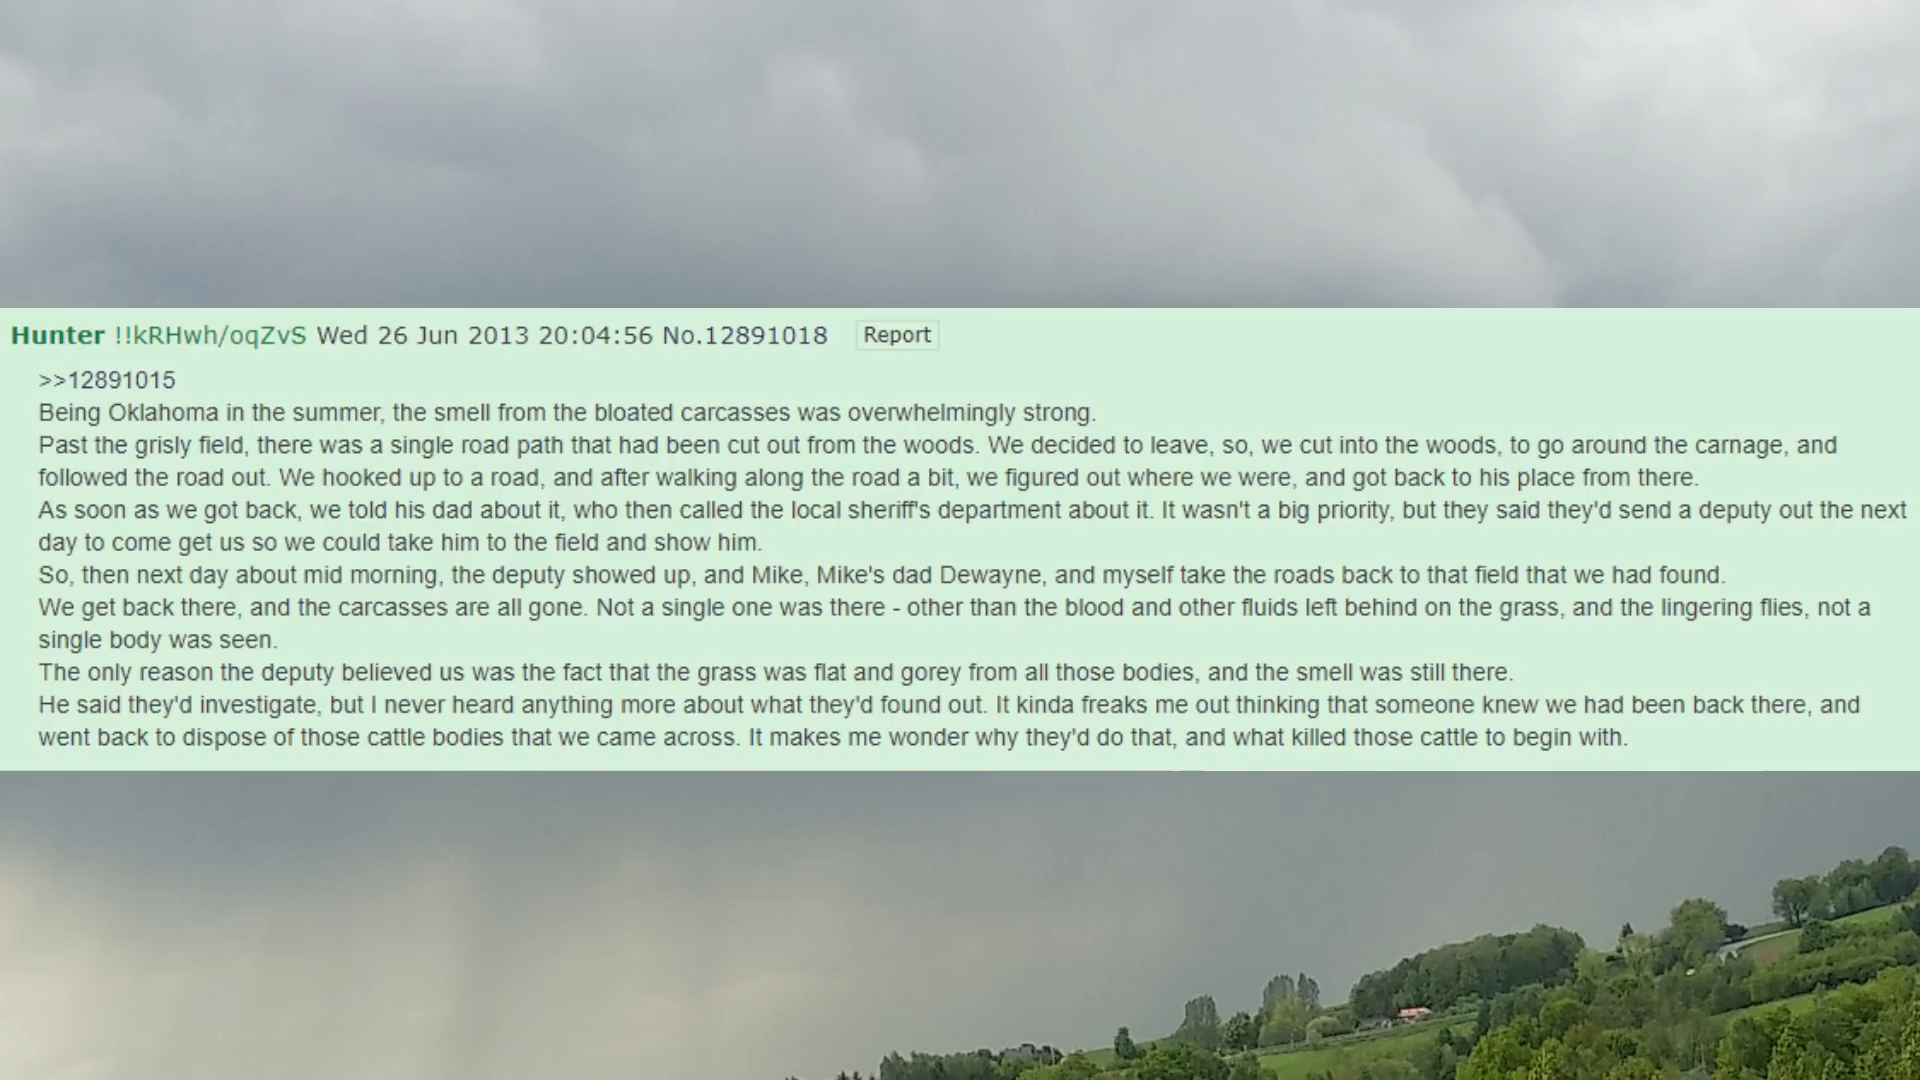 Hunter !!kRHwh/oqZvS Wed 26 Jun 2013 20:04:56 No.12891018 Report
>>12891015
Being Oklahoma in the summer, the smell from the bloated carcasses was overwhelmingly strong.
Past the grisly field, there was a single road path that had been cut out from the woods. We decided to leave, so, we cut into the woods, to go around the carnage, and
followed the road out. We hooked up to a road, and after walking along the road a bit, we figured out where we were, and got back to his place from there.
As soon as we got back, we told his dad about it, who then called the local sheriff's department about it. It wasn't a big priority, but they said they'd send a deputy out the next
day to come get us so we could take him to the field and show him.
So, then next day about mid morning, the deputy showed up, and Mike, Mike's dad Dewayne, and myself take the roads back to that field that we had found.
We get back there, and the carcasses are all gone. Not a single one was there - other than the blood and other fluids left behind on the grass, and the lingering flies, not a
single body was seen.
The only reason the deputy believed us was the fact that the grass was flat and gorey from all those bodies, and the smell was still there.
He said they'd investigate, but I never heard anything more about what they'd found out. It kinda freaks me out thinking that someone knew we had been back there, and
went back to dispose of those cattle bodies that we came across. It makes me wonder why they'd do that, and what killed those cattle to begin with.